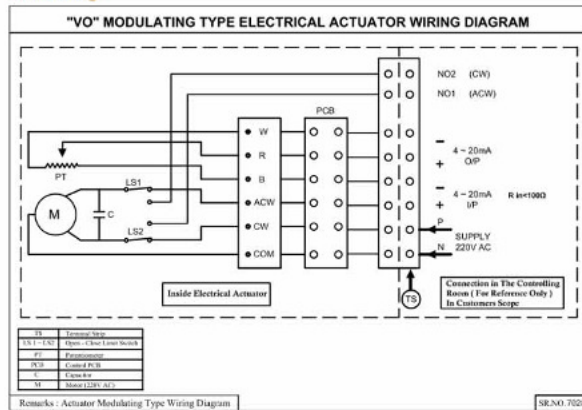 "VO" MODULATING TYPE ELECTRICAL ACTUATOR WIRING DIAGRAM
NO2 (CW)
NO1 (ACW)
PCB
W
R
B
ACW
CW
COM
PT
LS1
M
C
LS2
−
4 ~ 20mA
O/P
+
−
4 ~ 20mA
I/P
+
R in<100Ω
P
SUPPLY
220V AC
N
TS
Inside Electrical Actuator
Connection in The Controlling
Room ( For Reference Only )
In Customers Scope
TS Terminal Strip
LS 1 - LS2 Open - Close Limit Switch
PT Potentiometer
PCB Control PCB
C Capacitor
M Motor (220V AC)
Remarks : Actuator Modulating Type Wiring Diagram